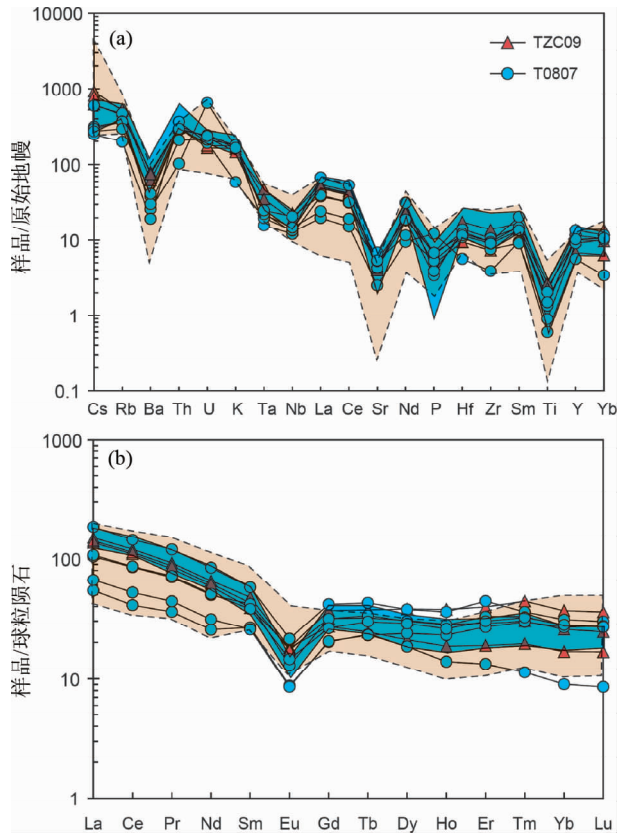 (a)
TZC09
T0807
样品/原始地幔
10000
1000
100
10
1
0.1
Cs Rb Ba Th U K Ta Nb La Ce Sr Nd P Hf Zr Sm Ti Y Yb
(b)
样品/球粒陨石
1000
100
10
1
La Ce Pr Nd Sm Eu Gd Tb Dy Ho Er Tm Yb Lu